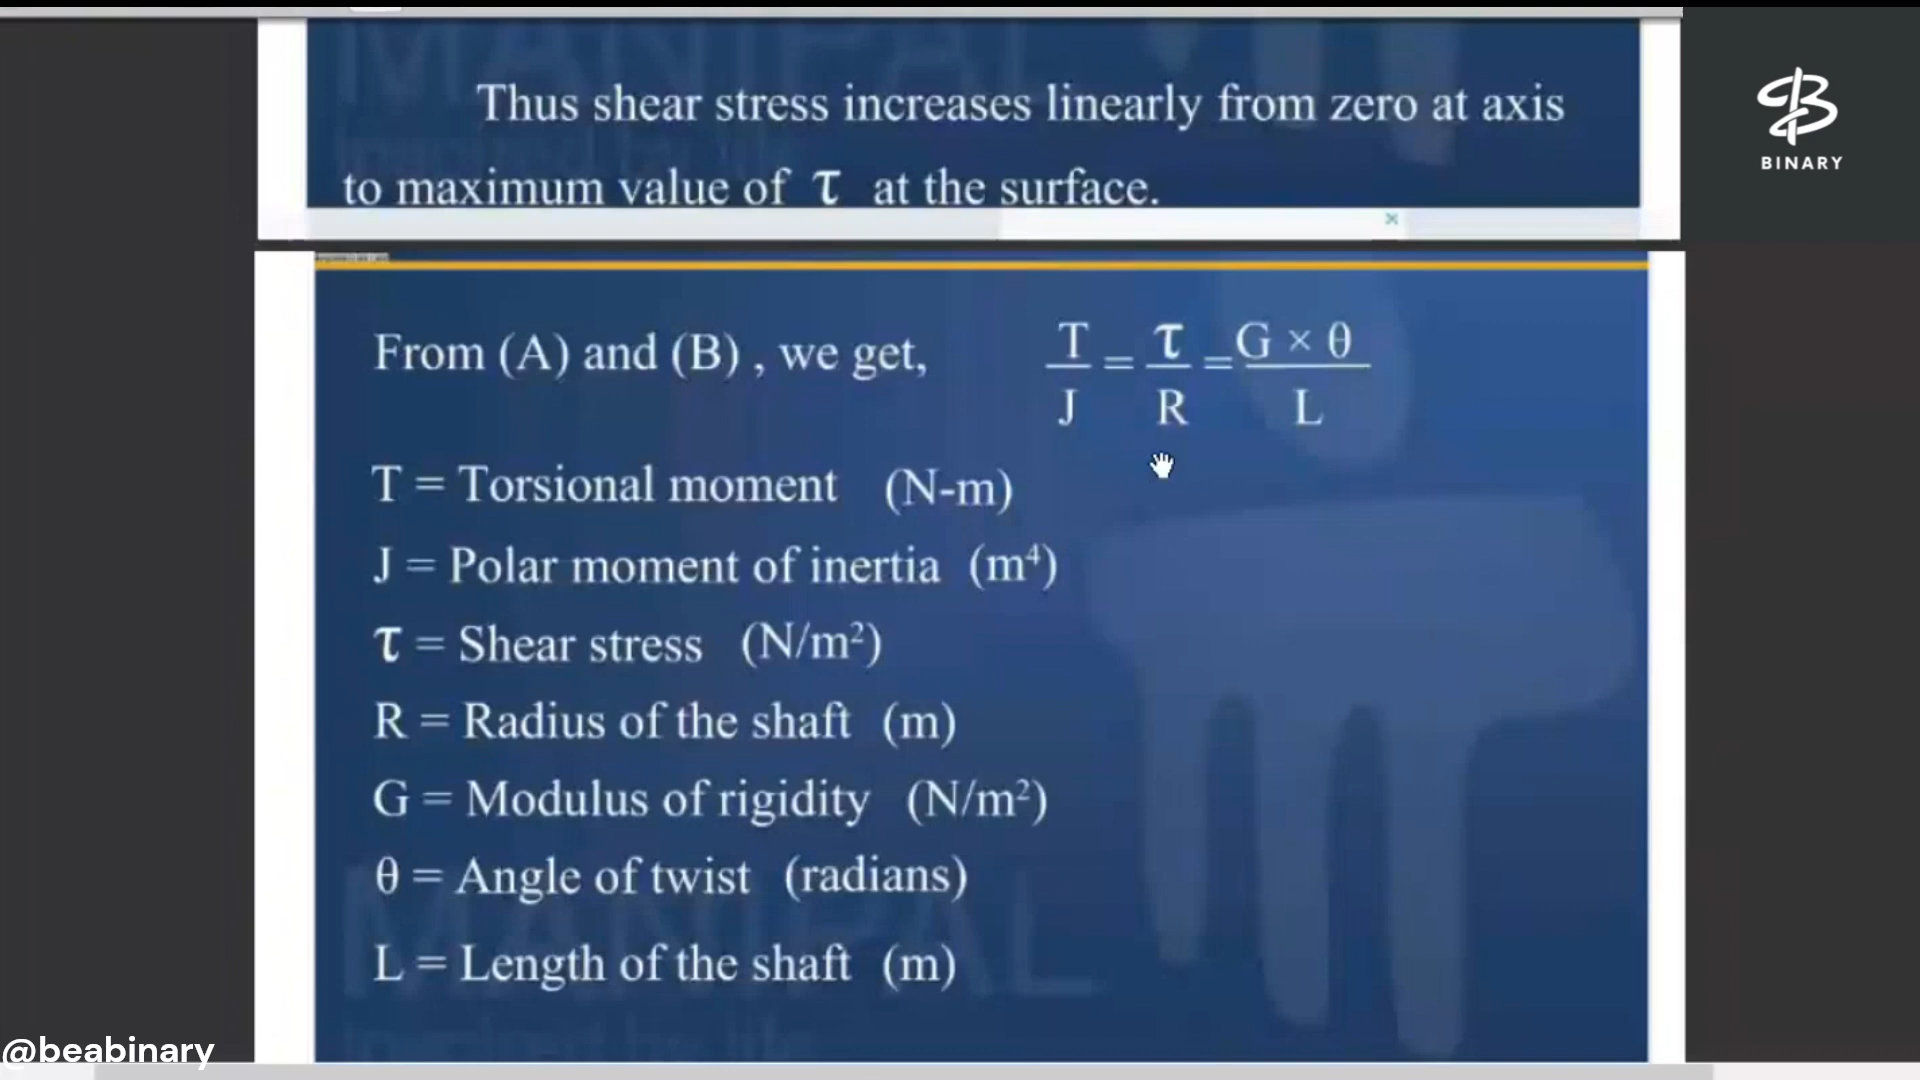 MANIPAL
Thus shear stress increases linearly from zero at axis
to maximum value of τ at the surface.
BINARY
From (A) and (B) , we get,
T/J = τ/R = G × θ/L
T = Torsional moment (N-m)
J = Polar moment of inertia (m⁴)
τ = Shear stress (N/m²)
R = Radius of the shaft (m)
G = Modulus of rigidity (N/m²)
θ = Angle of twist (radians)
L = Length of the shaft (m)
MANIPAL
@beabinary